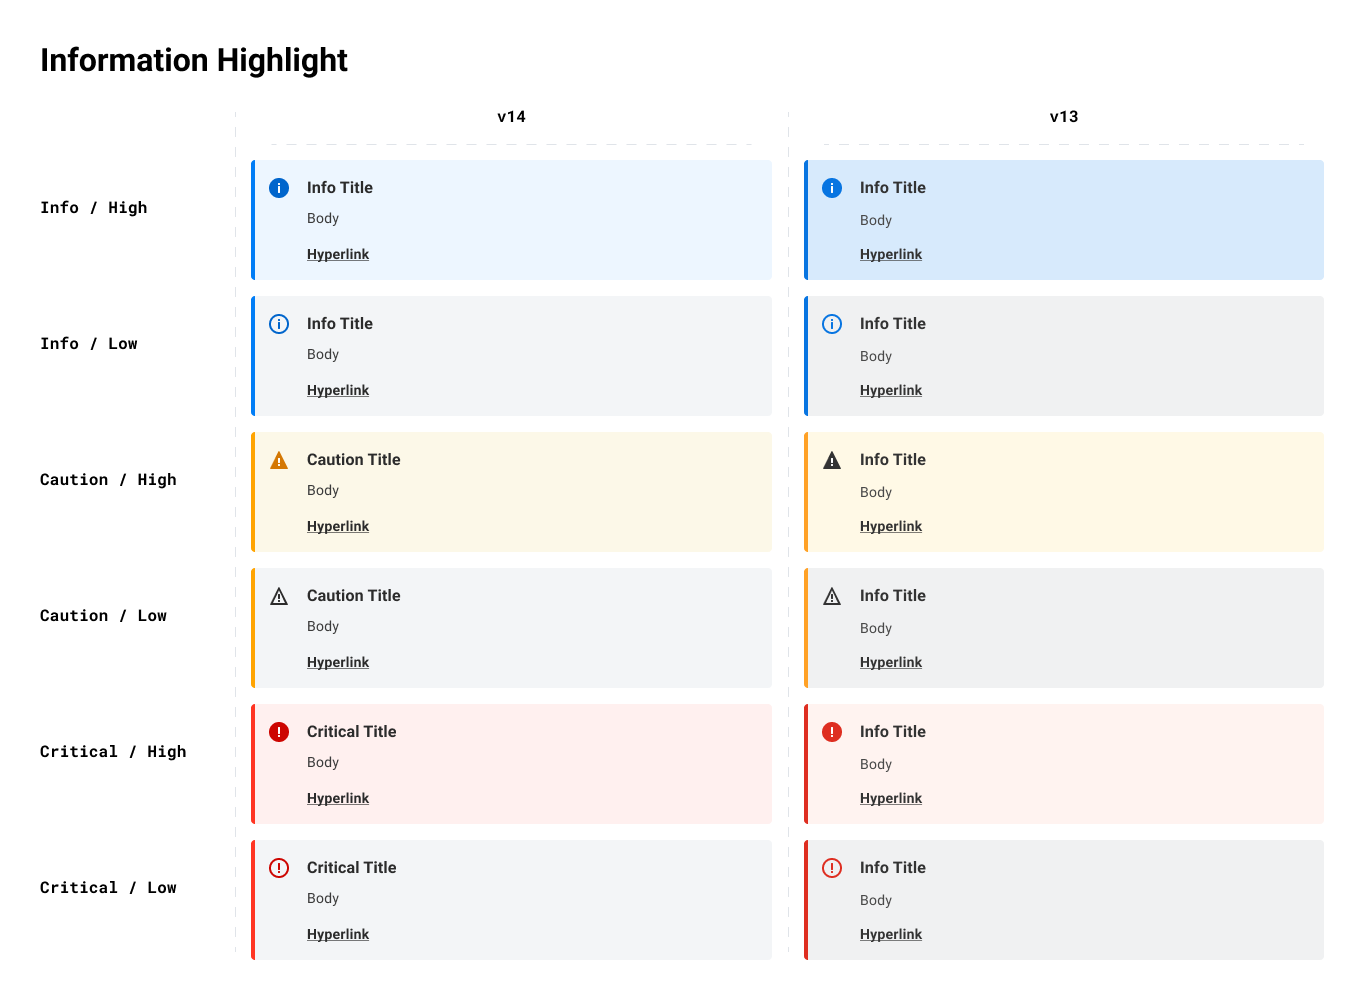 Information Highlight
v14
v13
Info / High
Info Title
Body
Hyperlink
Info Title
Body
Hyperlink
Info / Low
Info Title
Body
Hyperlink
Info Title
Body
Hyperlink
Caution / High
Caution Title
Body
Hyperlink
Info Title
Body
Hyperlink
Caution / Low
Caution Title
Body
Hyperlink
Info Title
Body
Hyperlink
Critical / High
Critical Title
Body
Hyperlink
Info Title
Body
Hyperlink
Critical / Low
Critical Title
Body
Hyperlink
Info Title
Body
Hyperlink